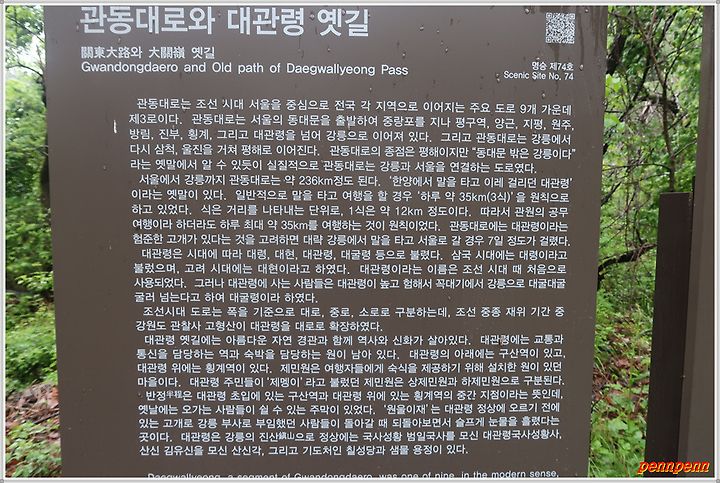 관동대로와 대관령 옛길
關東大路와 大關嶺 옛길
Gwandongdaero and Old path of Daegwallyeong Pass
명승 제74호
Scenic Site No. 74
관동대로는 조선 시대 서울을 중심으로 전국 각 지역으로 이어지는 주요 도로 9개 가운데
제3로이다. 관동대로는 서울의 동대문을 출발하여 중랑포를 지나 평구역, 양근, 지평, 원주,
방림, 진부, 횡계, 그리고 대관령을 넘어 강릉으로 이어져 있다. 그리고 관동대로는 강릉에서
다시 삼척, 울진을 거쳐 평해로 이어진다. 관동대로의 종점은 평해이지만 "동대문 밖은 강릉이다"
라는 옛말에서 알 수 있듯이 실질적으로 관동대로는 강릉과 서울을 연결하는 도로였다.
서울에서 강릉까지 관동대로는 약 236km정도 된다. '한양에서 말을 타고 이레 걸리던 대관령'
이라는 옛말이 있다. 일반적으로 말을 타고 여행을 할 경우 '하루 약 35km(3식)'을 원칙으로
하고 있었다. 식은 거리를 나타내는 단위로, 1식은 약 12km 정도이다. 따라서 관원의 공무
여행이라 하더라도 하루 최대 약 35km를 여행하는 것이 원칙이었다. 관동대로에는 대관령이라는
험준한 고개가 있다는 것을 고려하면 대략 강릉에서 말을 타고 서울로 갈 경우 7일 정도가 걸렸다.
대관령은 시대에 따라 대령, 대현, 대관령, 대굴령 등으로 불렸다. 삼국 시대에는 대령이라고
불렀으며, 고려 시대에는 대현이라고 하였다. 대관령이라는 이름은 조선 시대 때 처음으로
사용되었다. 그러나 대관령에 사는 사람들은 대관령이 높고 험해서 꼭대기에서 강릉으로 대굴대굴
굴러 넘는다고 하여 대굴령이라 하였다.
조선시대 도로는 폭을 기준으로 대로, 중로, 소로로 구분하는데, 조선 중종 재위 기간 중
강원도 관찰사 고형산이 대관령을 대로로 확장하였다.
대관령 옛길에는 아름다운 자연 경관과 함께 역사와 신화가 살아있다. 대관령에는 교통과
통신을 담당하는 역과 숙박을 담당하는 원이 남아 있다. 대관령의 아래에는 구산역이 있고,
대관령 위에는 횡계역이 있다. 제민원은 여행자들에게 숙식을 제공하기 위해 설치한 원이 있던
마을이다. 대관령 주민들이 '제멩이'라고 불렀던 제민원은 상제민원과 하제민원으로 구분된다.
반정半程은 대관령 초입에 있는 구산역과 대관령 위에 있는 횡계역의 중간 지점이라는 뜻인데,
옛날에는 오가는 사람들이 쉴 수 있는 주막이 있었다. '원울이재'는 대관령 정상에 오르기 전에
있는 고개로 강릉 부사로 부임했던 사람들이 돌아갈 때 되돌아보면서 슬프게 눈물을 흘렸다는
곳이다. 대관령은 강릉의 진산鎭山으로 정상에는 국사성황 범일국사를 모신 대관령국사성황사,
산신 김유신을 모신 산신각, 그리고 기도처인 칠성당과 샘물 용정이 있다.
Daegwallyeong, a segment of Gwandongdaero, was one of nine, in the modern sense,
pennpenn